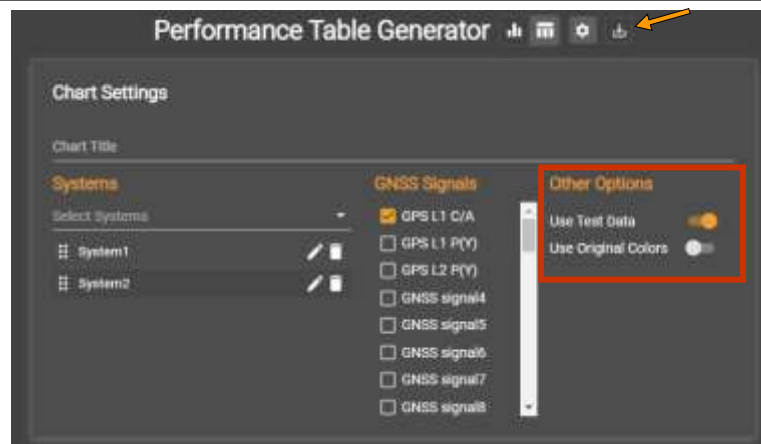 Performance Table Generator
Chart Settings
Chart Title
Systems
Select Systems
System1
System2
GNSS Signals
GPS L1 C/A
GPS L1 P(Y)
GPS L2 P(Y)
GNSS signal4
GNSS signal5
GNSS signal6
GNSS signal7
GNSS signal8
Other Options
Use Test Data
Use Original Colors